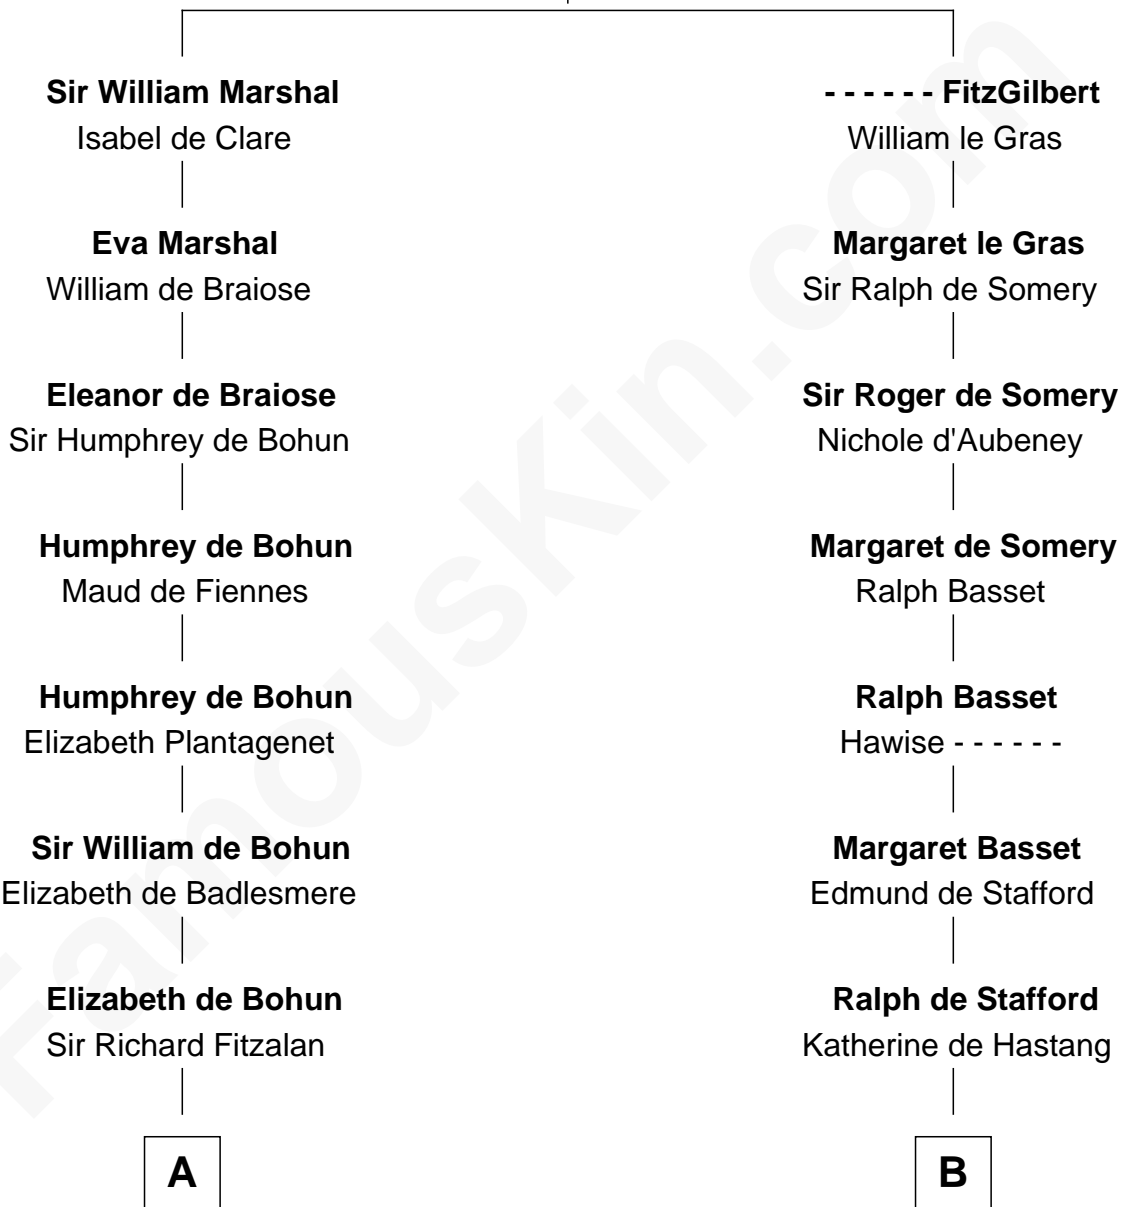 Sir William Marshal
Isabel de Clare
Eva Marshal
William de Braiose
Eleanor de Braiose
Sir Humphrey de Bohun
Humphrey de Bohun
Maud de Fiennes
Humphrey de Bohun
Elizabeth Plantagenet
Sir William de Bohun
Elizabeth de Badlesmere
Elizabeth de Bohun
Sir Richard Fitzalan
A
- - - - - - FitzGilbert
William le Gras
Margaret le Gras
Sir Ralph de Somery
Sir Roger de Somery
Nichole d'Aubeney
Margaret de Somery
Ralph Basset
Ralph Basset
Hawise - - - - - -
Margaret Basset
Edmund de Stafford
Ralph de Stafford
Katherine de Hastang
B
FamousKin.com